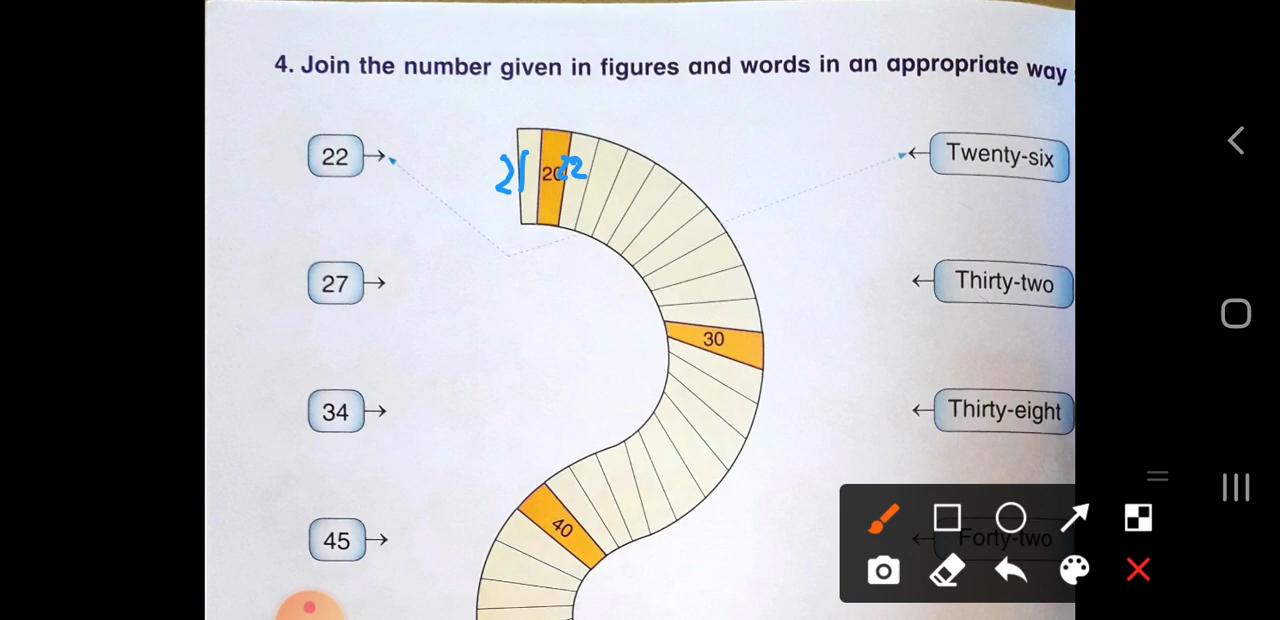 4. Join the number given in figures and words in an appropriate way
22
21
20
22
Twenty-six
27
Thirty-two
30
34
Thirty-eight
40
45
Forty-two